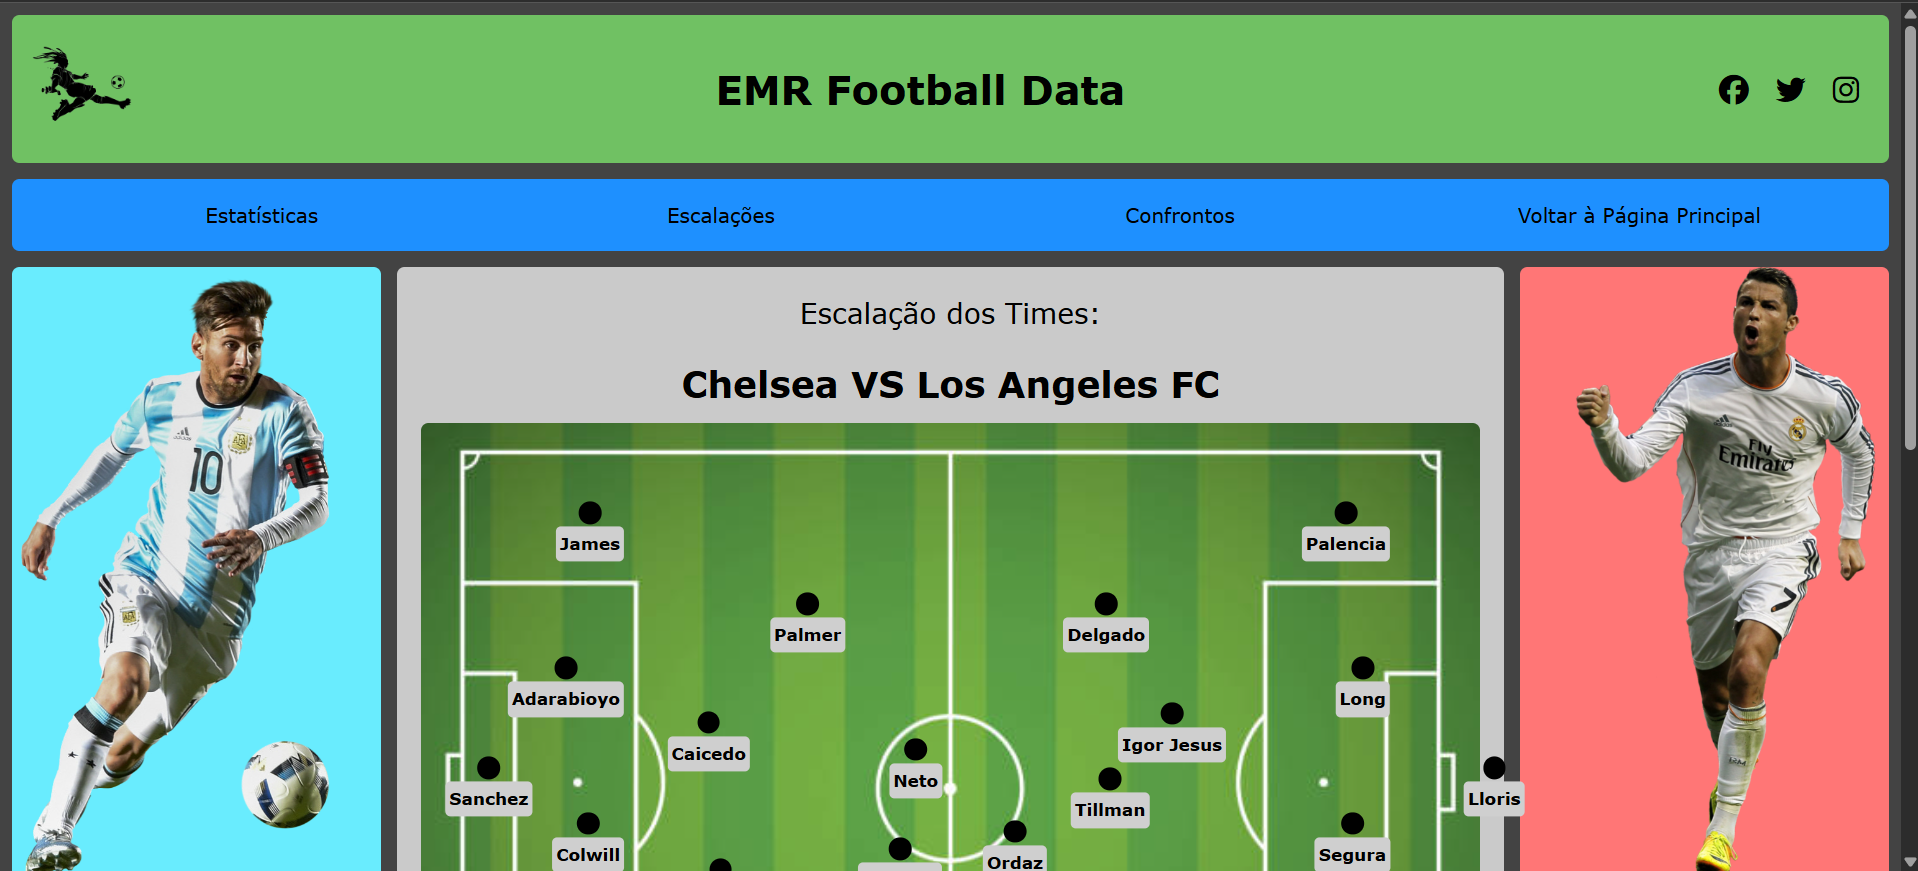 EMR Football Data
Estatísticas
Escalações
Confrontos
Voltar à Página Principal
Escalação dos Times:
Chelsea VS Los Angeles FC
10
Fly
Emirates
James
Palencia
Palmer
Delgado
Adarabioyo
Long
Caicedo
Igor Jesus
Neto
Sanchez
Tillman
Lloris
Colwill
Ordaz
Segura
7